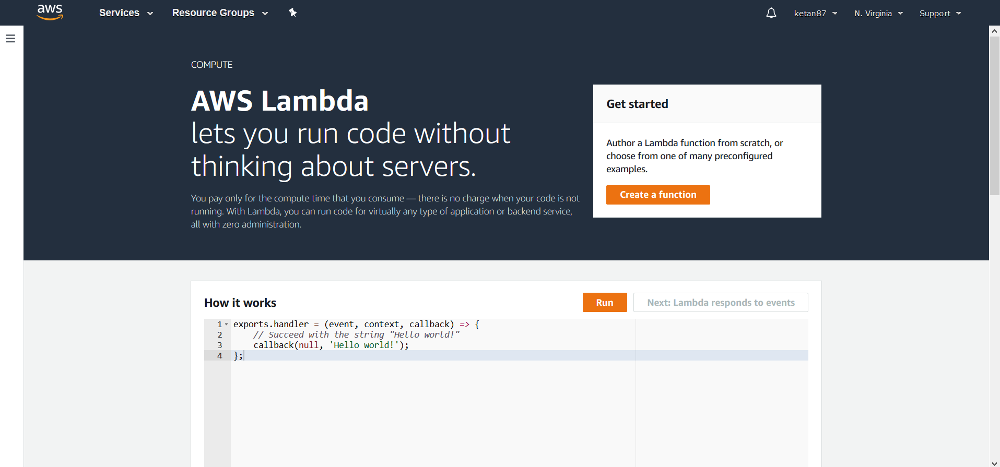 aws Services Resource Groups ketan87 N. Virginia Support
COMPUTE
AWS Lambda
lets you run code without
thinking about servers.
You pay only for the compute time that you consume — there is no charge when your code is not
running. With Lambda, you can run code for virtually any type of application or backend service,
all with zero administration.
Get started
Author a Lambda function from scratch, or
choose from one of many preconfigured
examples.
Create a function
How it works
Run
Next: Lambda responds to events
1 exports.handler = (event, context, callback) => {
2 // Succeed with the string "Hello world!"
3 callback(null, 'Hello world!');
4 };